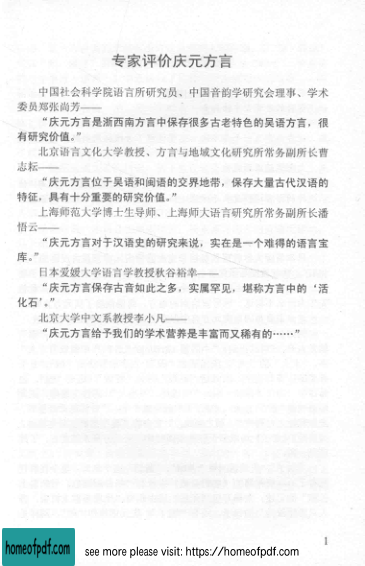 专家评价庆元方言
中国社会科学院语言所研究员、中国音韵学研究会理事、学术
委员郑张尚芳——
“庆元方言是浙西南方言中保存很多古老特色的吴语方言，很
有研究价值。”
北京语言文化大学教授、方言与地域文化研究所常务副所长曹
志耘——
“庆元方言位于吴语和闽语的交界地带，保存大量古代汉语的
特征，具有十分重要的研究价值。”
上海师范大学博士生导师、上海师大语言研究所常务副所长潘
悟云——
“庆元方言对于汉语史的研究来说，实在是一个难得的语言宝
库。”
日本爱媛大学语言学教授秋谷裕幸——
“庆元方言保存古音如此之多，实属罕见，堪称方言中的‘活
化石’。”
北京大学中文系教授李小凡——
“庆元方言给予我们的学术营养是丰富而又稀有的……”
1
homeofpdf.com
see more please visit: https://homeofpdf.com